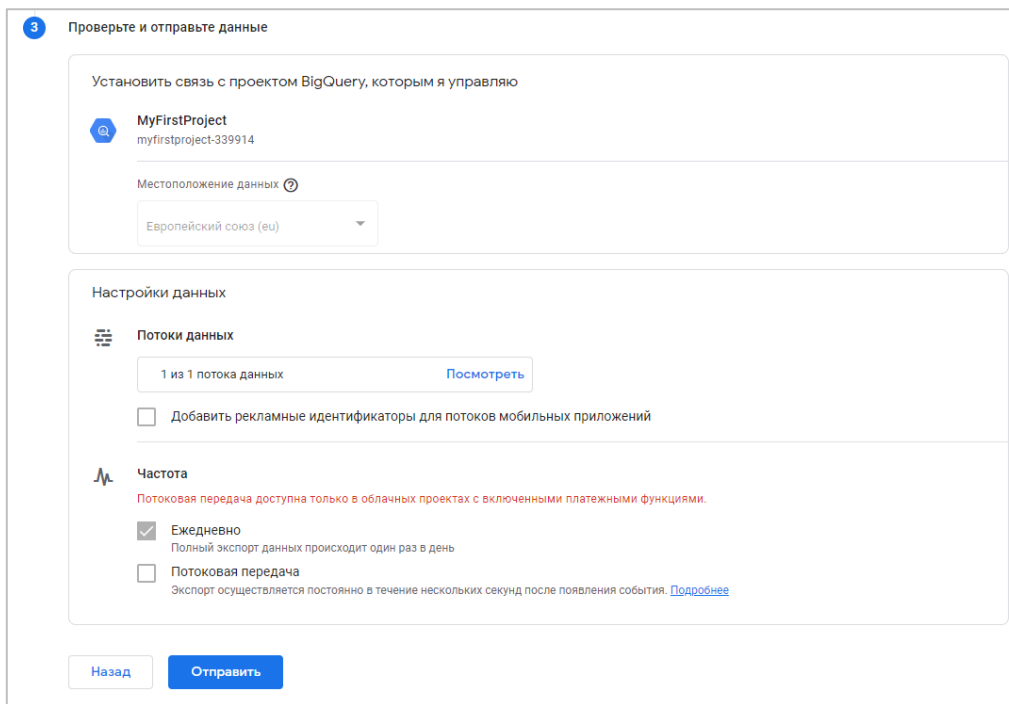 3 Проверьте и отправьте данные
Установить связь с проектом BigQuery, которым я управляю
MyFirstProject
myfirstproject-339914
Местоположение данных ?
Европейский союз (eu)
Настройки данных
Потоки данных
1 из 1 потока данных Посмотреть
Добавить рекламные идентификаторы для потоков мобильных приложений
Частота
Потоковая передача доступна только в облачных проектах с включенными платежными функциями.
Ежедневно
Полный экспорт данных происходит один раз в день
Потоковая передача
Экспорт осуществляется постоянно в течение нескольких секунд после появления события. Подробнее
Назад Отправить